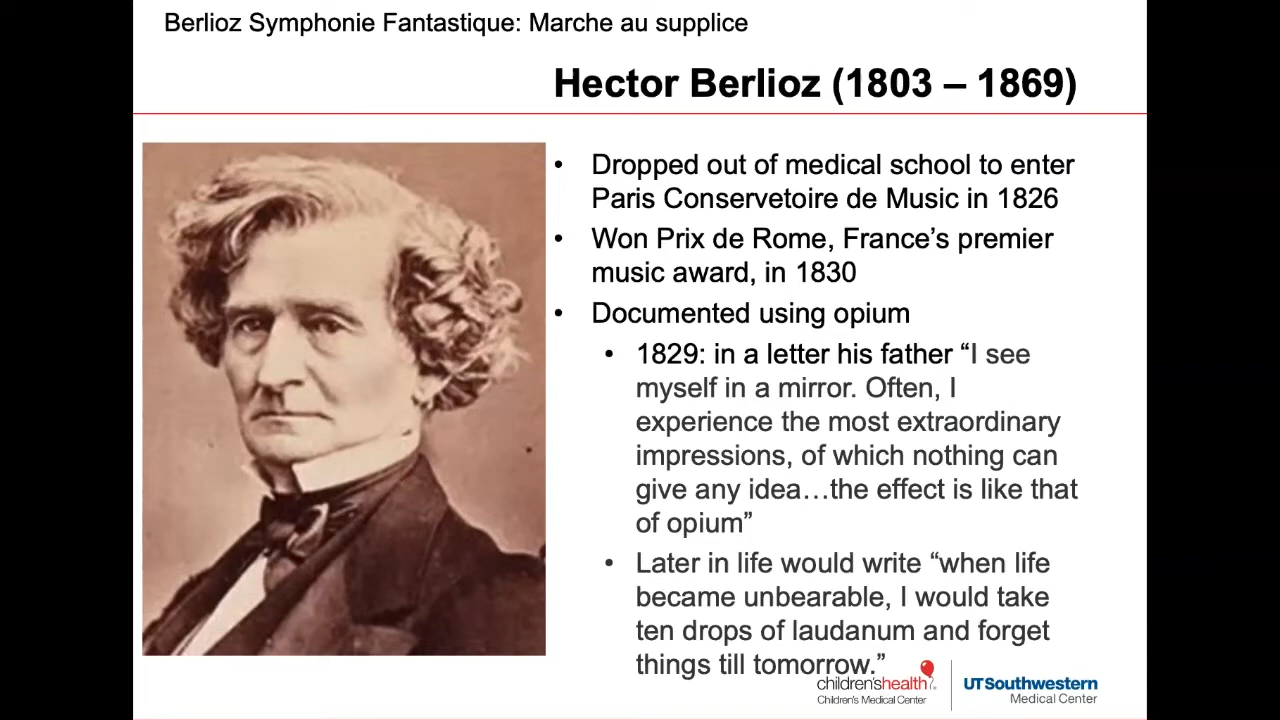 Berlioz Symphonie Fantastique: Marche au supplice
Hector Berlioz (1803 – 1869)
• Dropped out of medical school to enter
Paris Conservetoire de Music in 1826
• Won Prix de Rome, France’s premier
music award, in 1830
• Documented using opium
• 1829: in a letter his father “I see
myself in a mirror. Often, I
experience the most extraordinary
impressions, of which nothing can
give any idea…the effect is like that
of opium”
• Later in life would write “when life
became unbearable, I would take
ten drops of laudanum and forget
things till tomorrow.”
children'shealth
Children's Medical Center
UTSouthwestern
Medical Center